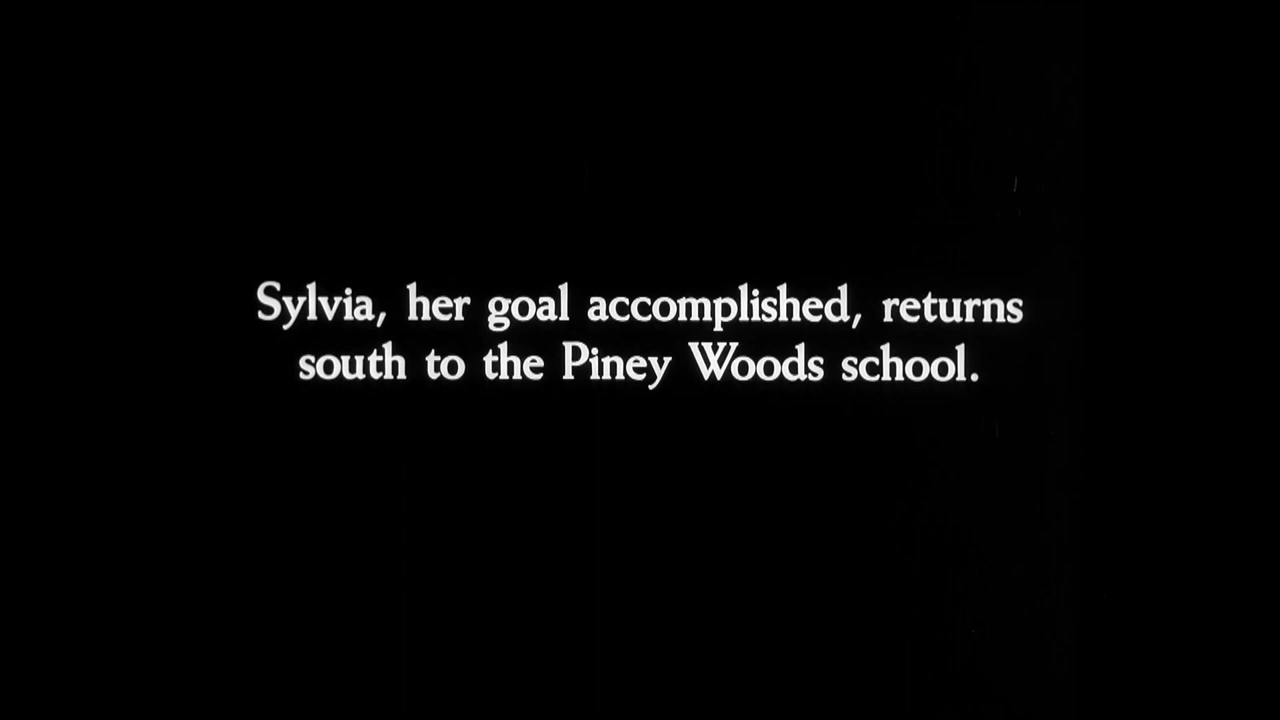 Sylvia, her goal accomplished, returns
south to the Piney Woods school.